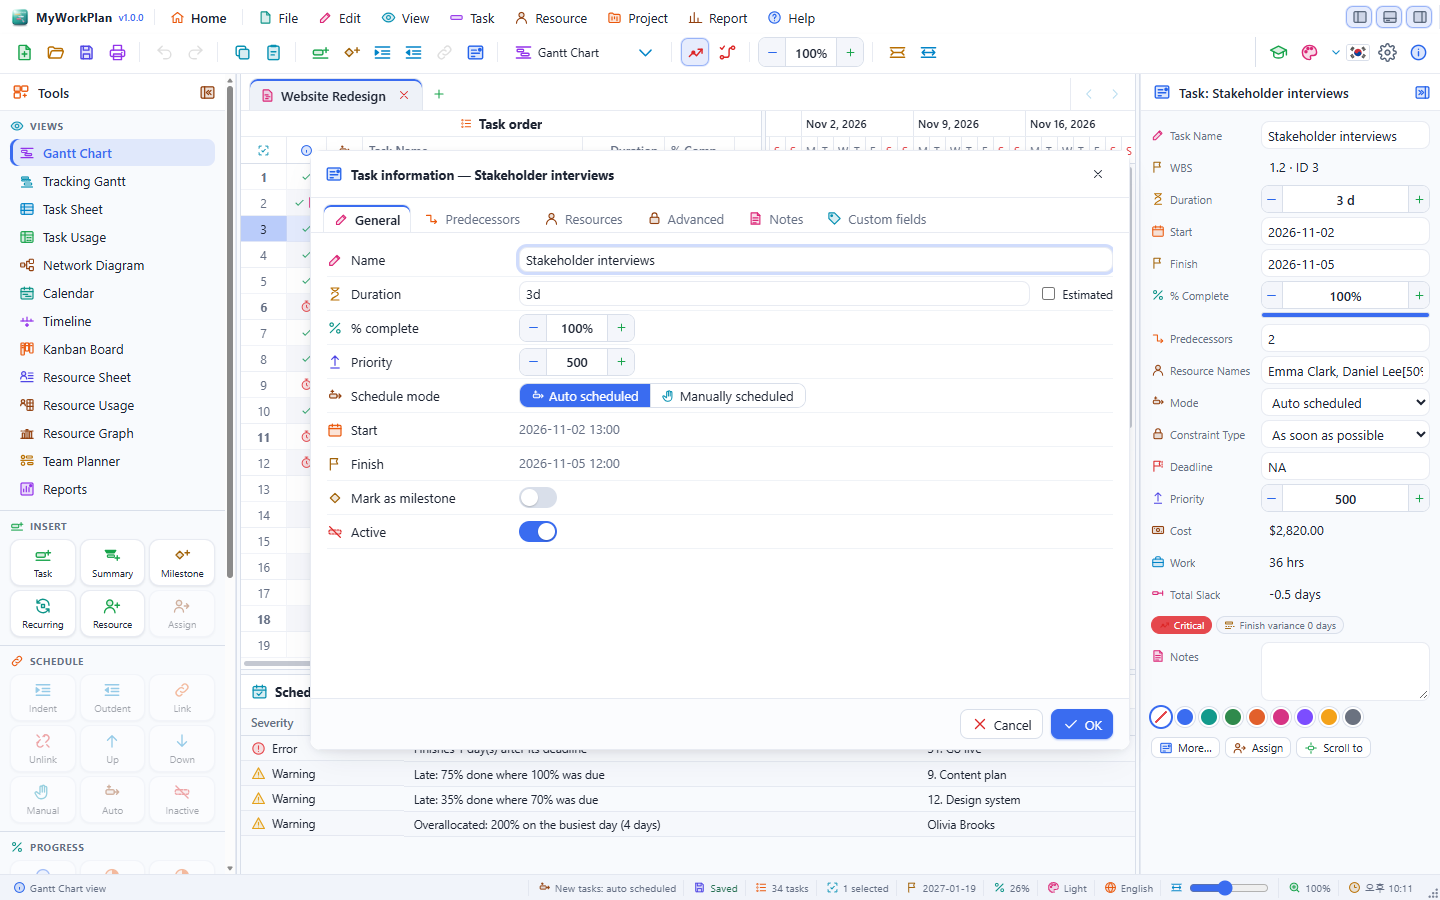 MyWorkPlan v1.0.0
Home
File
Edit
View
Task
Resource
Project
Report
Help
Gantt Chart
100%
Tools
VIEWS
Gantt Chart
Tracking Gantt
Task Sheet
Task Usage
Network Diagram
Calendar
Timeline
Kanban Board
Resource Sheet
Resource Usage
Resource Graph
Team Planner
Reports
INSERT
Task
Summary
Milestone
Recurring
Resource
Assign
SCHEDULE
Indent
Outdent
Link
Unlink
Up
Down
Manual
Auto
Inactive
PROGRESS
Website Redesign
Task order
Nov 2, 2026
Nov 9, 2026
Nov 16, 2026
1
2
3
4
5
6
7
8
9
10
11
12
13
14
15
16
17
18
19
Task information — Stakeholder interviews
General
Predecessors
Resources
Advanced
Notes
Custom fields
Name
Stakeholder interviews
Duration
3d
Estimated
% complete
100%
Priority
500
Schedule mode
Auto scheduled
Manually scheduled
Start
2026-11-02 13:00
Finish
2026-11-05 12:00
Mark as milestone
Active
Cancel
OK
Sched
Severity
Error
Warning
Late: 75% done where 100% was due
9. Content plan
Warning
Late: 35% done where 70% was due
12. Design system
Warning
Overallocated: 200% on the busiest day (4 days)
Olivia Brooks
Task: Stakeholder interviews
Task Name
Stakeholder interviews
WBS
1.2 · ID 3
Duration
3 d
Start
2026-11-02
Finish
2026-11-05
% Complete
100%
Predecessors
2
Resource Names
Emma Clark, Daniel Lee[50%
Mode
Auto scheduled
Constraint Type
As soon as possible
Deadline
NA
Priority
500
Cost
$2,820.00
Work
36 hrs
Total Slack
-0.5 days
Critical
Finish variance 0 days
Notes
More...
Assign
Scroll to
Gantt Chart view
New tasks: auto scheduled
Saved
34 tasks
1 selected
2027-01-19
26%
Light
English
100%
오후 10:11